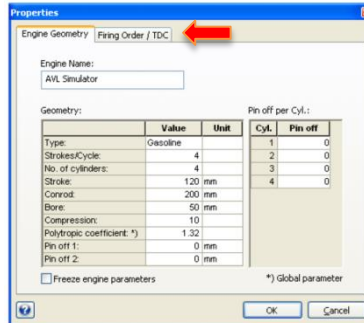 Properties
Engine Geometry Firing Order / TDC
Engine Name:
AVL Simulator
Geometry:
Pin off per Cyl.:
Value Unit
Type: Gasoline
Strokes/Cycle: 4
No. of cylinders: 4
Stroke: 120 mm
Conrod: 200 mm
Bore: 50 mm
Compression: 10
Polytropic coefficient: *) 1.32
Pin off 1: 0 mm
Pin off 2: 0 mm
Cyl. Pin off
1 0
2 0
3 0
4 0
Freeze engine parameters
*) Global parameter
OK Cancel